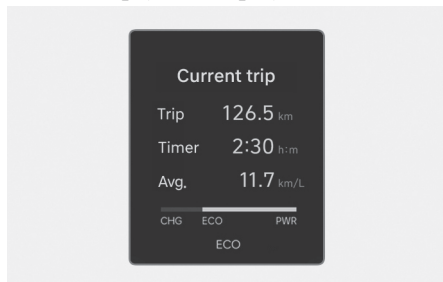 Current trip
Trip 126.5 km
Timer 2:30 h:m
Avg. 11.7 km/L
CHG ECO PWR
ECO